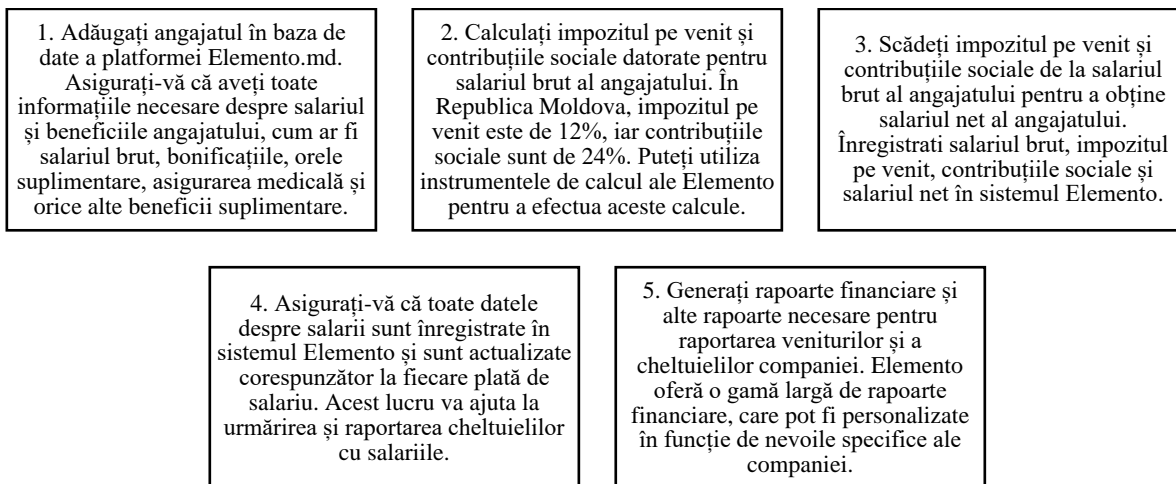 1. Adăugați angajatul în baza de
date a platformei Elemento.md.
Asigurați-vă că aveți toate
informațiile necesare despre salariul
și beneficiile angajatului, cum ar fi
salariul brut, bonificațiile, orele
suplimentare, asigurarea medicală și
orice alte beneficii suplimentare.
2. Calculați impozitul pe venit și
contribuțiile sociale datorate pentru
salariul brut al angajatului. În
Republica Moldova, impozitul pe
venit este de 12%, iar contribuțiile
sociale sunt de 24%. Puteți utiliza
instrumentele de calcul ale Elemento
pentru a efectua aceste calcule.
3. Scădeți impozitul pe venit și
contribuțiile sociale de la salariul
brut al angajatului pentru a obține
salariul net al angajatului.
Înregistrati salariul brut, impozitul
pe venit, contribuțiile sociale și
salariul net în sistemul Elemento.
4. Asigurați-vă că toate datele
despre salarii sunt înregistrate în
sistemul Elemento și sunt actualizate
corespunzător la fiecare plată de
salariu. Acest lucru va ajuta la
urmărirea și raportarea cheltuielilor
cu salariile.
5. Generați rapoarte financiare și
alte rapoarte necesare pentru
raportarea veniturilor și a
cheltuielilor companiei. Elemento
oferă o gamă largă de rapoarte
financiare, care pot fi personalizate
în funcție de nevoile specifice ale
companiei.